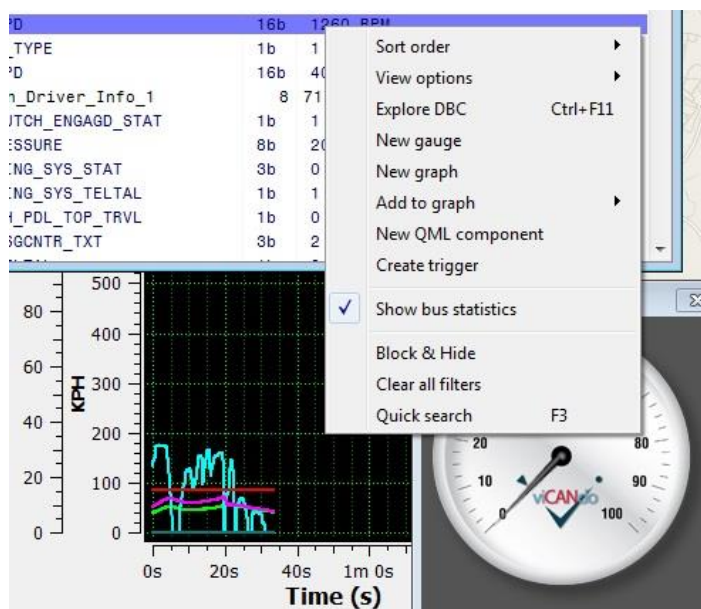 PD 16b 1260 RPM
_TYPE 1b 1
PD 16b 40
n_Driver_Info_1 8 71
UTCH_ENGAGD_STAT 1b 1
ESSURE 8b 20
ING_SYS_STAT 3b 0
ING_SYS_TELTAL 1b 1
H_PDL_TOP_TRVL 1b 0
SGCNTR_TXT 3b 2
Sort order
View options
Explore DBC Ctrl+F11
New gauge
New graph
Add to graph
New QML component
Create trigger
Show bus statistics
Block & Hide
Clear all filters
Quick search F3
80
60
40
20
0
KPH
500
400
300
200
100
0
0s 20s 40s 1m 0s
Time (s)
20 80
10 90
0 100
viCANdo